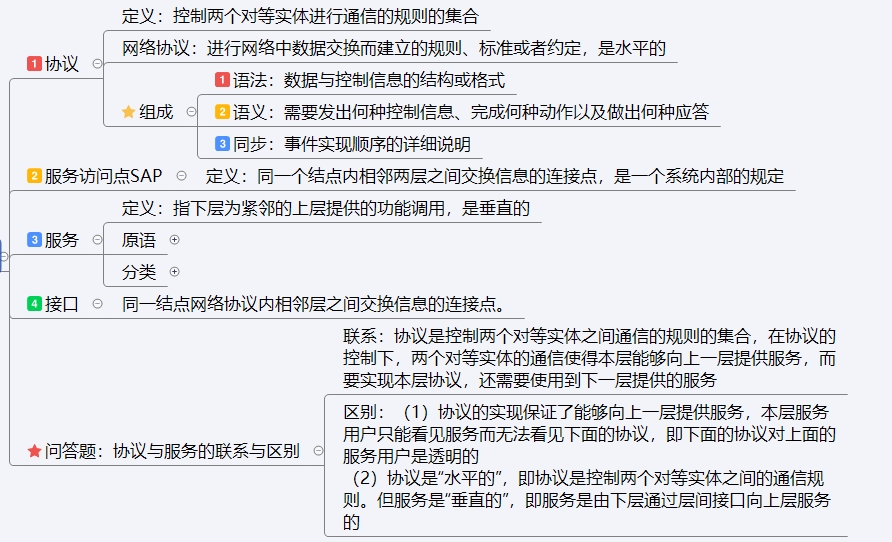 定义：控制两个对等实体进行通信的规则的集合
网络协议：进行网络中数据交换而建立的规则、标准或者约定，是水平的
1 协议
1 语法：数据与控制信息的结构或格式
组成
2 语义：需要发出何种控制信息、完成何种动作以及做出何种应答
3 同步：事件实现顺序的详细说明
2 服务访问点SAP 定义：同一个结点内相邻两层之间交换信息的连接点，是一个系统内部的规定
定义：指下层为紧邻的上层提供的功能调用，是垂直的
3 服务 原语
分类
4 接口 同一结点网络协议内相邻层之间交换信息的连接点。
联系：协议是控制两个对等实体之间通信的规则的集合，在协议的
控制下，两个对等实体的通信使得本层能够向上一层提供服务，而
要实现本层协议，还需要使用到下一层提供的服务
问答题：协议与服务的联系与区别
区别：（1）协议的实现保证了能够向上一层提供服务，本层服务
用户只能看见服务而无法看见下面的协议，即下面的协议对上面的
服务用户是透明的
（2）协议是“水平的”，即协议是控制两个对等实体之间的通信规
则。但服务是“垂直的”，即服务是由下层通过层间接口向上层服务
的